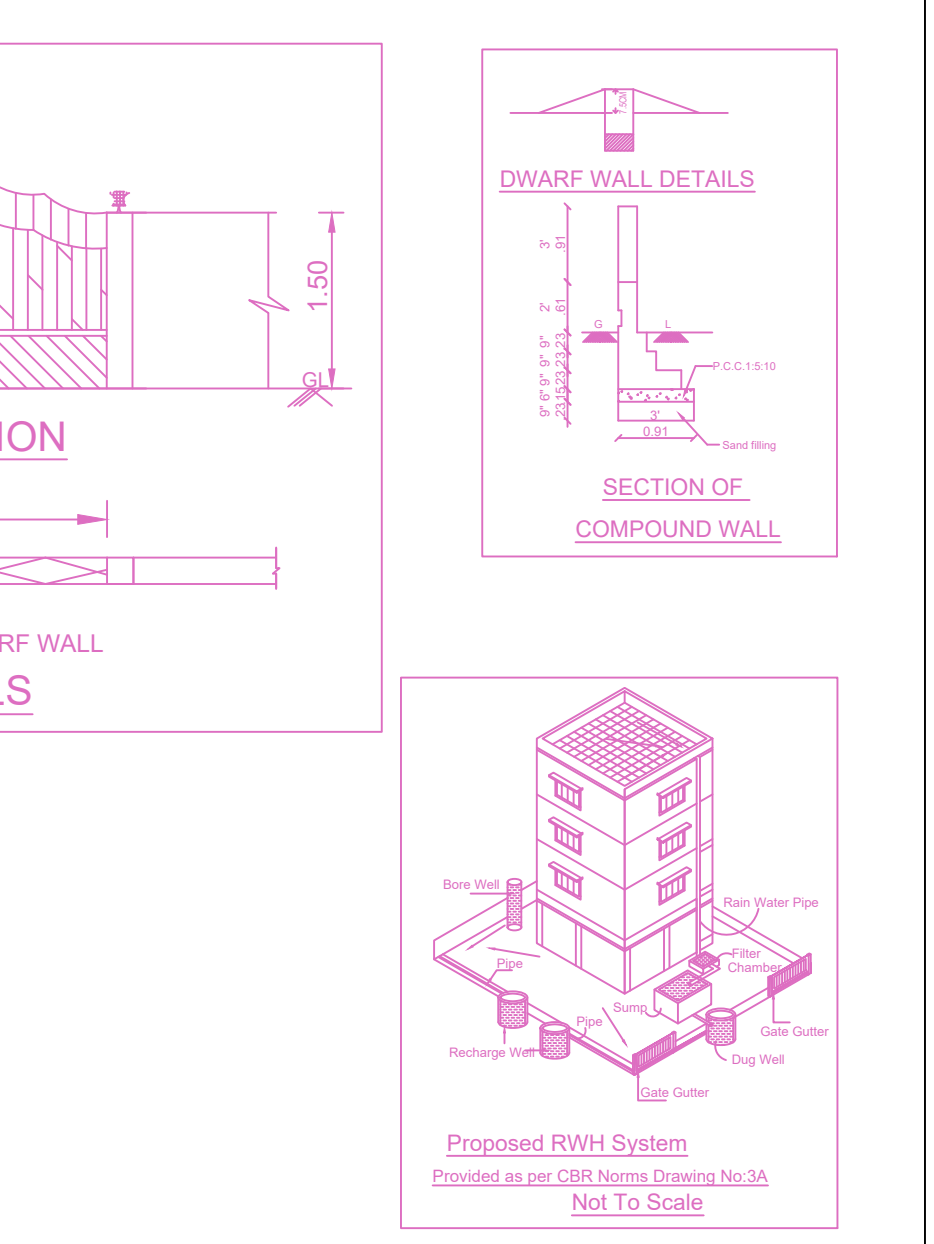 1.50
GL
ION
RF WALL
LS
7.5CM
DWARF WALL DETAILS
3' .91
2' .61
9" .23
9" .23
9" .23
6" .15
9" .23
G L
P.C.C.1:5:10
3'
0.91
Sand filling
SECTION OF
COMPOUND WALL
Bore Well
Rain Water Pipe
Pipe
Filter
Chamber
Sump
Pipe
Gate Gutter
Recharge Well
Dug Well
Gate Gutter
Proposed RWH System
Provided as per CBR Norms Drawing No:3A
Not To Scale